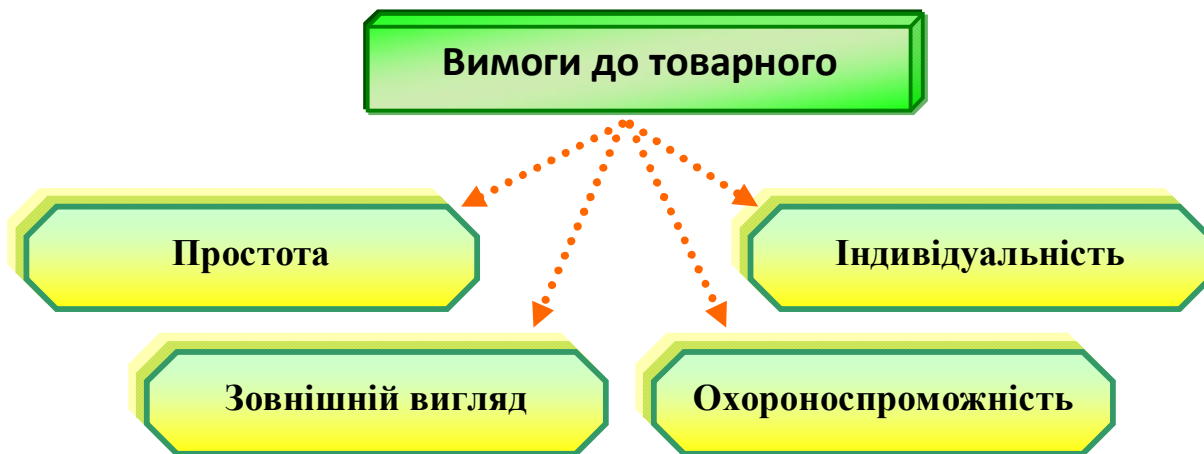 Вимоги до товарного
Простота
Індивідуальність
Зовнішній вигляд
Охороноспроможність